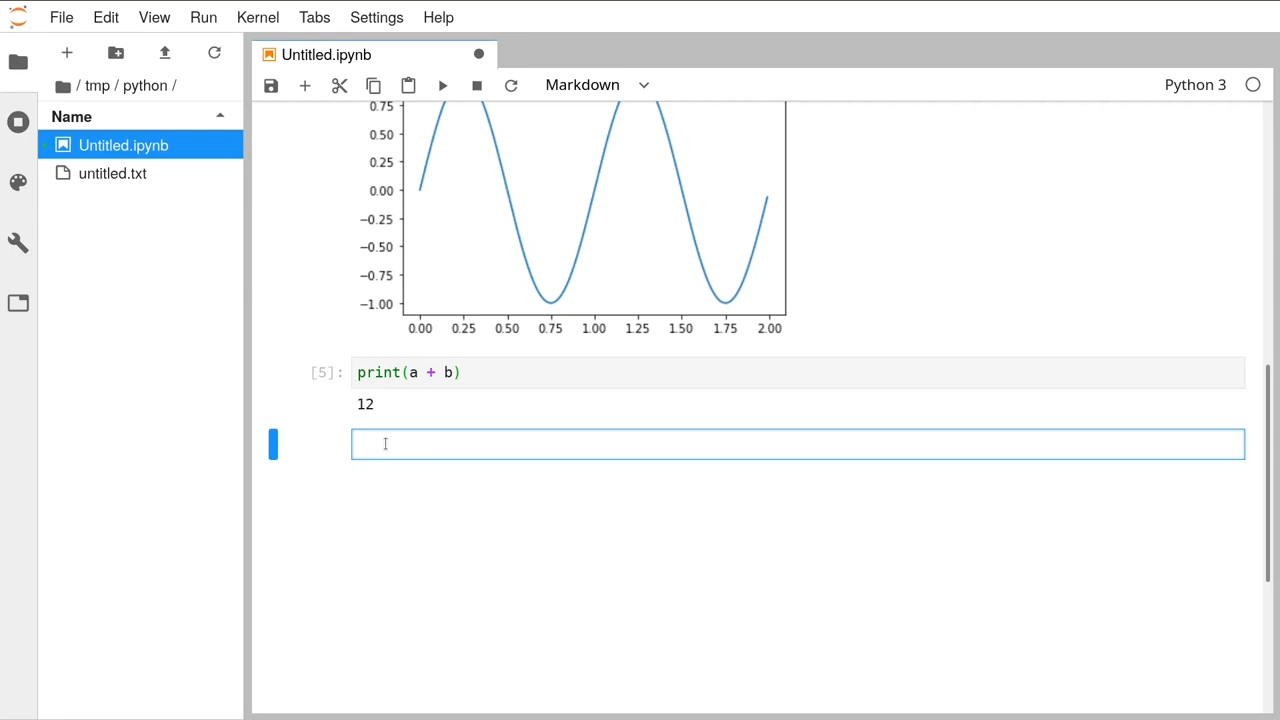 File Edit View Run Kernel Tabs Settings Help
/ tmp / python /
Name
Untitled.ipynb
untitled.txt
Untitled.ipynb
Markdown
Python 3
0.75
0.50
0.25
0.00
−0.25
−0.50
−0.75
−1.00
0.00 0.25 0.50 0.75 1.00 1.25 1.50 1.75 2.00
[5]: print(a + b)
12